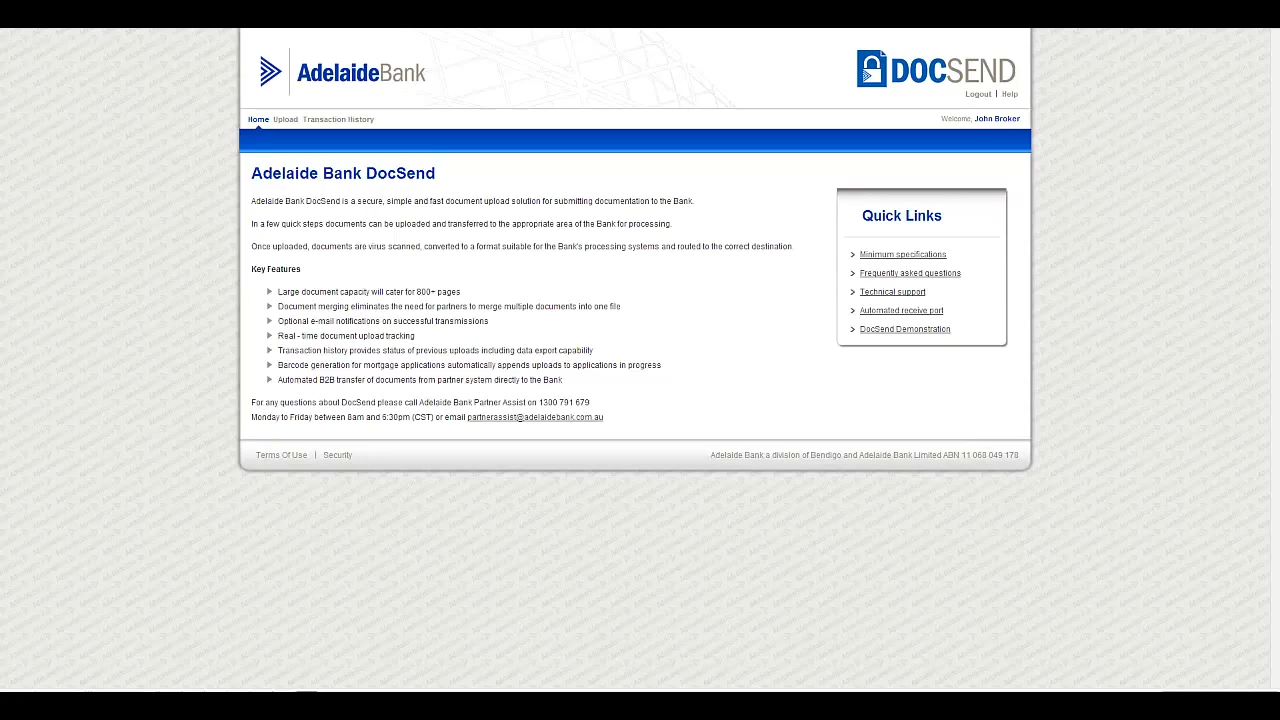 AdelaideBank
DOCSEND
Logout | Help
Home Upload Transaction History
Welcome, John Broker
Adelaide Bank DocSend
Adelaide Bank DocSend is a secure, simple and fast document upload solution for submitting documentation to the Bank.
In a few quick steps documents can be uploaded and transferred to the appropriate area of the Bank for processing.
Once uploaded, documents are virus scanned, converted to a format suitable for the Bank's processing systems and routed to the correct destination.
Key Features
Large document capacity will cater for 800+ pages
Document merging eliminates the need for partners to merge multiple documents into one file
Optional e-mail notifications on successful transmissions
Real - time document upload tracking
Transaction history provides status of previous uploads including data export capability
Barcode generation for mortgage applications automatically appends uploads to applications in progress
Automated B2B transfer of documents from partner system directly to the Bank
For any questions about DocSend please call Adelaide Bank Partner Assist on 1300 791 679
Monday to Friday between 8am and 6:30pm (CST) or email partnerassist@adelaidebank.com.au
Quick Links
Minimum specifications
Frequently asked questions
Technical support
Automated receive port
DocSend Demonstration
Terms Of Use | Security
Adelaide Bank a division of Bendigo and Adelaide Bank Limited ABN 11 068 049 178